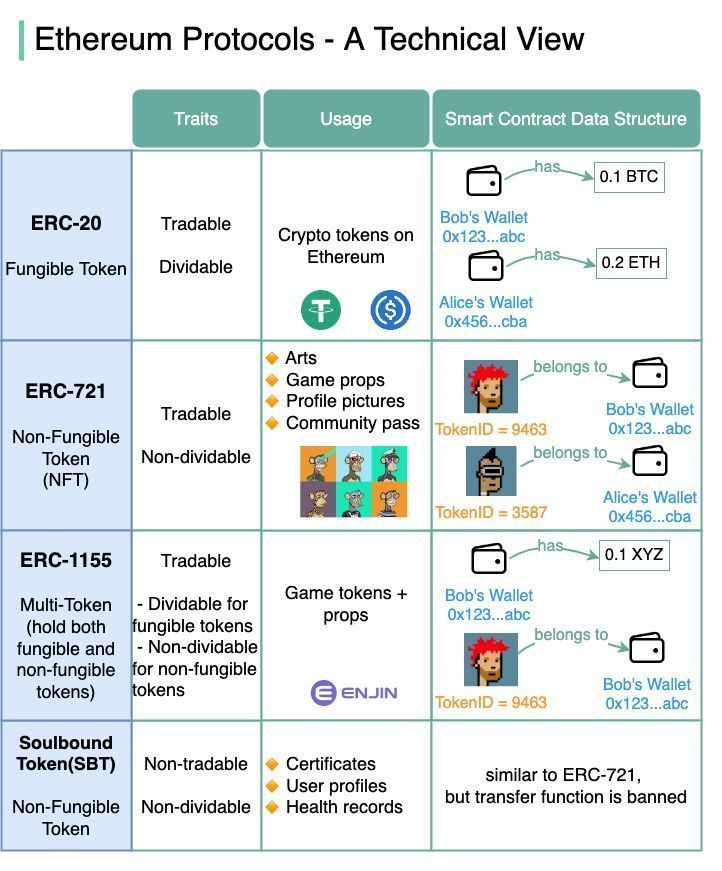 Ethereum Protocols - A Technical View
Traits
Usage
Smart Contract Data Structure
ERC-20
Fungible Token
Tradable
Dividable
Crypto tokens on
Ethereum
has
0.1 BTC
Bob's Wallet
0x123...abc
has
0.2 ETH
Alice's Wallet
0x456...cba
ERC-721
Non-Fungible
Token
(NFT)
Tradable
Non-dividable
Arts
Game props
Profile pictures
Community pass
belongs to
TokenID = 9463
Bob's Wallet
0x123...abc
belongs to
TokenID = 3587
Alice's Wallet
0x456...cba
ERC-1155
Multi-Token
(hold both
fungible and
non-fungible
tokens)
Tradable
- Dividable for
fungible tokens
- Non-dividable
for non-fungible
tokens
Game tokens +
props
ENJIN
has
0.1 XYZ
Bob's Wallet
0x123...abc
belongs to
TokenID = 9463
Bob's Wallet
0x123...abc
Soulbound
Token(SBT)
Non-Fungible
Token
Non-tradable
Non-dividable
Certificates
User profiles
Health records
similar to ERC-721,
but transfer function is banned